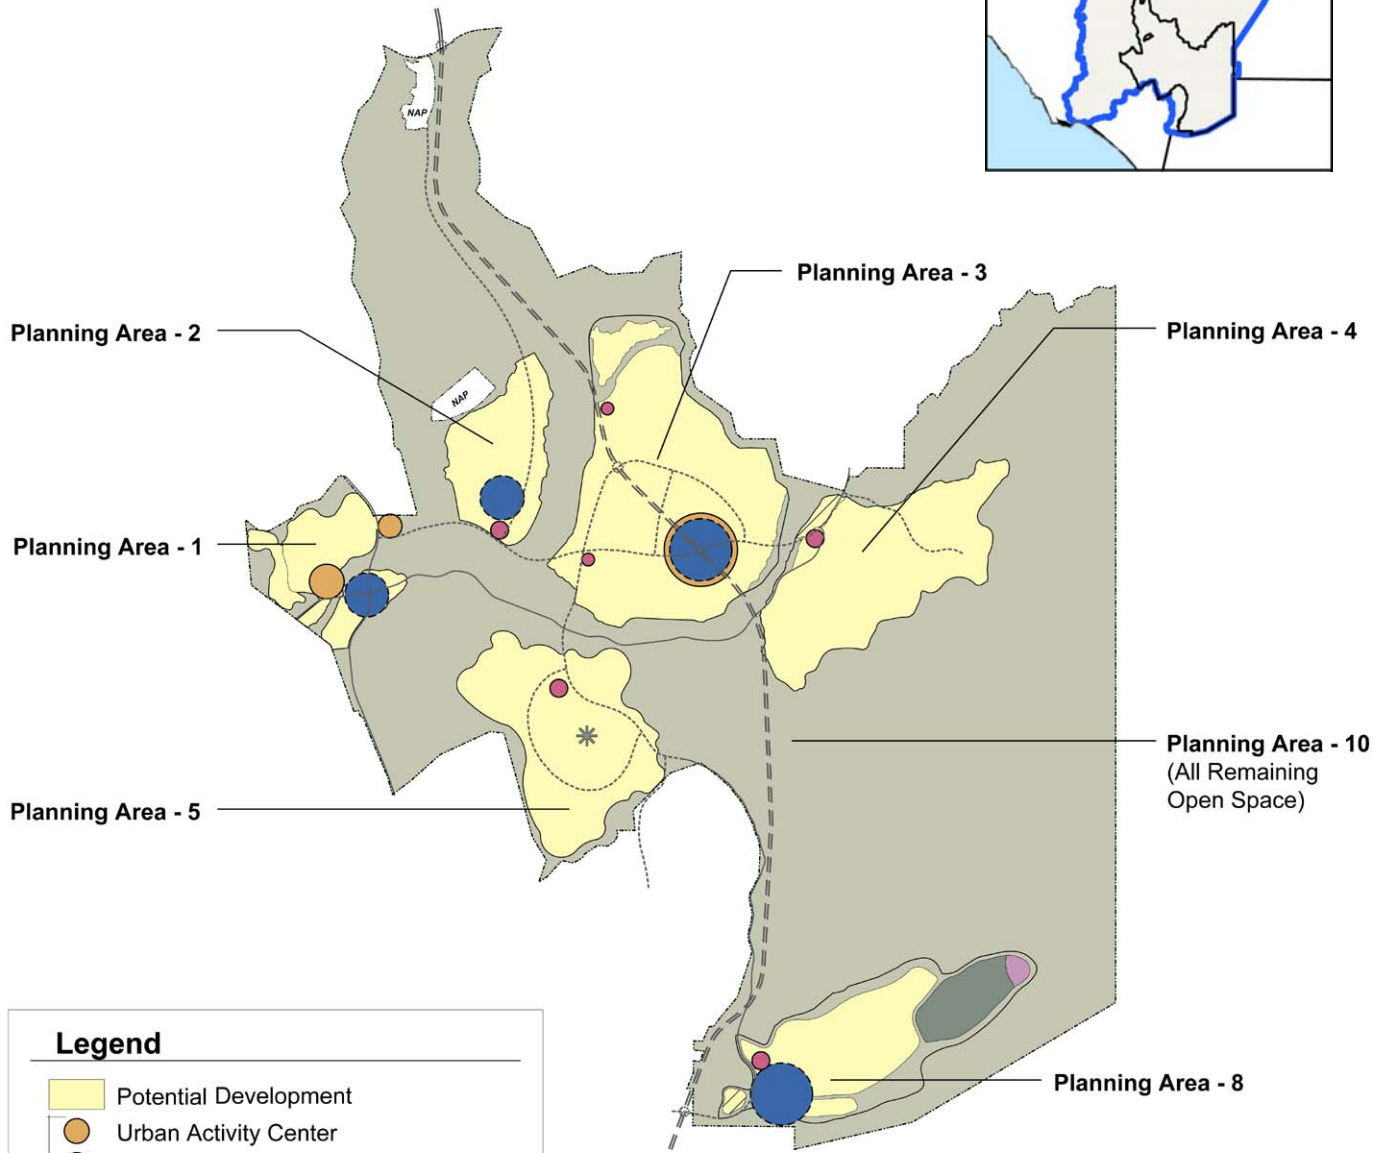 NAP
Planning Area - 3
Planning Area - 2
Planning Area - 4
NAP
Planning Area - 1
Planning Area - 10
(All Remaining
Open Space)
Planning Area - 5
Legend
Potential Development
Urban Activity Center
Planning Area - 8